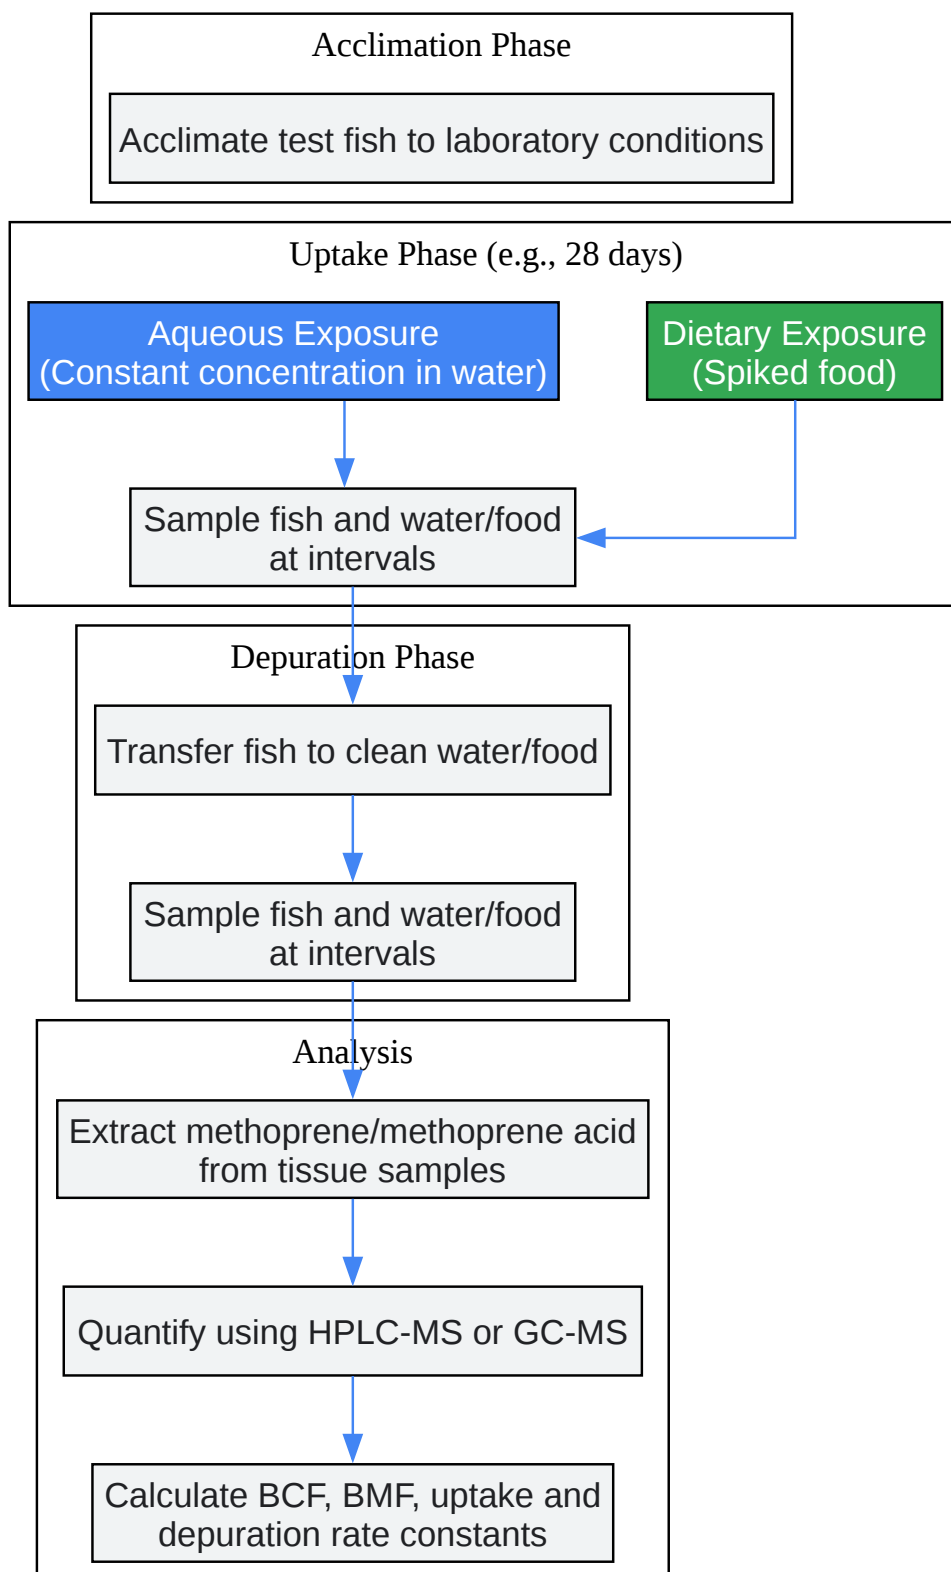 Acclimation Phase
Acclimate test fish to laboratory conditions
Uptake Phase (e.g., 28 days)
Aqueous Exposure
(Constant concentration in water)
Dietary Exposure
(Spiked food)
Sample fish and water/food
at intervals
Depuration Phase
Transfer fish to clean water/food
Sample fish and water/food
at intervals
Analysis
Extract methoprene/methoprene acid
from tissue samples
Quantify using HPLC-MS or GC-MS
Calculate BCF, BMF, uptake and
depuration rate constants